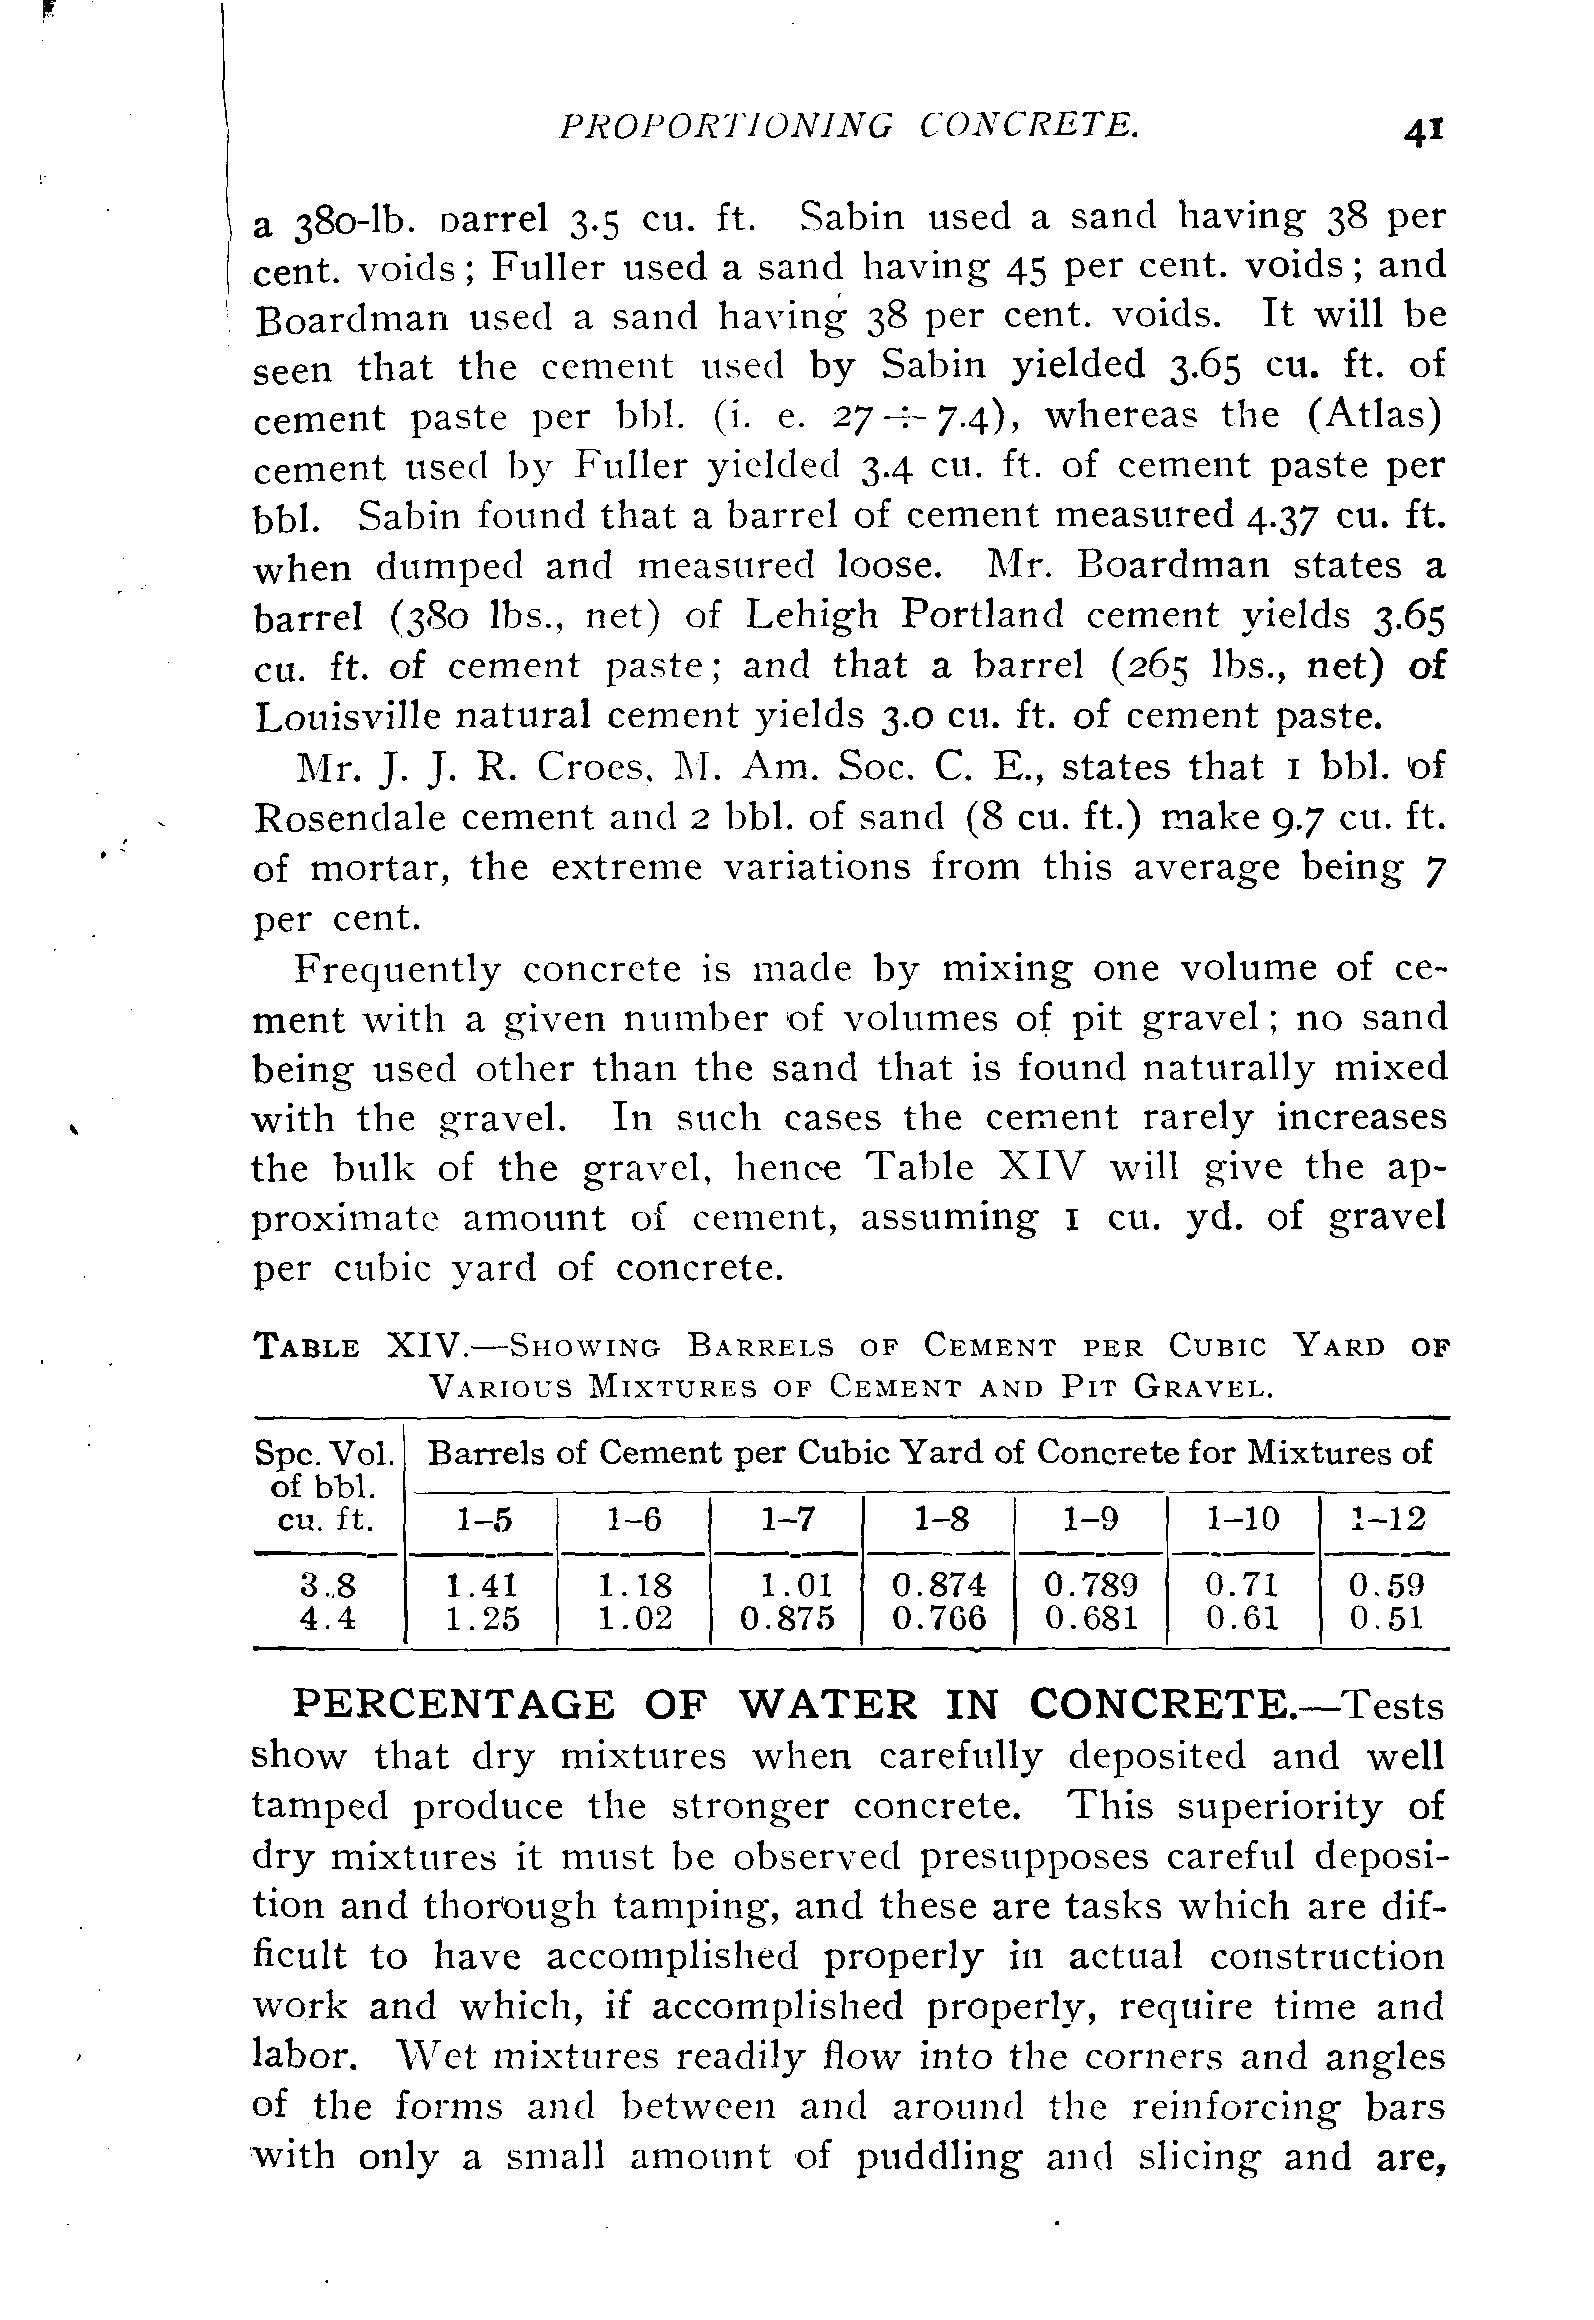 PROPORTIONING CONCRETE. 41
a 380-lb. barrel 3.5 cu. ft. Sabin used a sand having 38 per
cent. voids; Fuller used a sand having 45 per cent. voids; and
Boardman used a sand having 38 per cent. voids. It will be
seen that the cement used by Sabin yielded 3.65 cu. ft. of
cement paste per bbl. (i. e. 27 ÷ 7.4), whereas the (Atlas)
cement used by Fuller yielded 3.4 cu. ft. of cement paste per
bbl. Sabin found that a barrel of cement measured 4.37 cu. ft.
when dumped and measured loose. Mr. Boardman states a
barrel (380 lbs., net) of Lehigh Portland cement yields 3.65
cu. ft. of cement paste; and that a barrel (265 lbs., net) of
Louisville natural cement yields 3.0 cu. ft. of cement paste.
Mr. J. J. R. Croes, M. Am. Soc. C. E., states that 1 bbl. of
Rosendale cement and 2 bbl. of sand (8 cu. ft.) make 9.7 cu. ft.
of mortar, the extreme variations from this average being 7
per cent.
Frequently concrete is made by mixing one volume of ce-
ment with a given number of volumes of pit gravel; no sand
being used other than the sand that is found naturally mixed
with the gravel. In such cases the cement rarely increases
the bulk of the gravel, hence Table XIV will give the ap-
proximate amount of cement, assuming 1 cu. yd. of gravel
per cubic yard of concrete.
TABLE XIV.—SHOWING BARRELS OF CEMENT PER CUBIC YARD OF
VARIOUS MIXTURES OF CEMENT AND PIT GRAVEL.
Spc. Vol. Barrels of Cement per Cubic Yard of Concrete for Mixtures of
of bbl.
cu. ft. 1–5 1–6 1–7 1–8 1–9 1–10 1–12
3.8 1.41 1.18 1.01 0.874 0.789 0.71 0.59
4.4 1.25 1.02 0.875 0.766 0.681 0.61 0.51
PERCENTAGE OF WATER IN CONCRETE.—Tests
show that dry mixtures when carefully deposited and well
tamped produce the stronger concrete. This superiority of
dry mixtures it must be observed presupposes careful deposi-
tion and thorough tamping, and these are tasks which are dif-
ficult to have accomplished properly in actual construction
work and which, if accomplished properly, require time and
labor. Wet mixtures readily flow into the corners and angles
of the forms and between and around the reinforcing bars
with only a small amount of puddling and slicing and are,